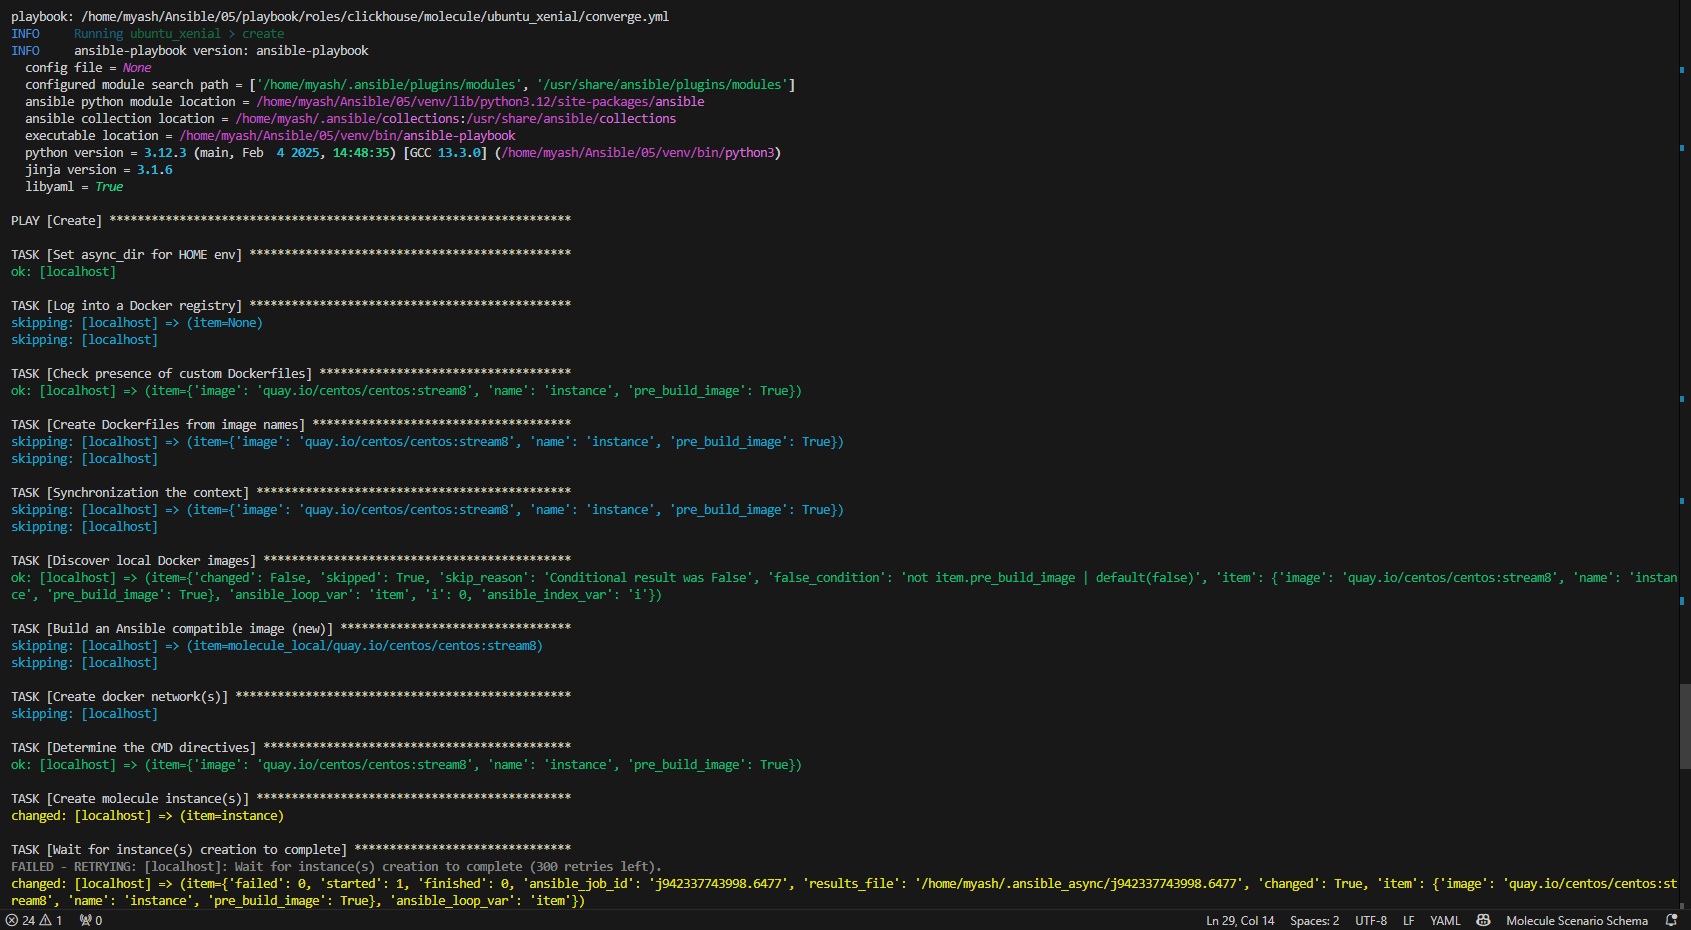 playbook: /home/myash/Ansible/05/playbook/roles/clickhouse/molecule/ubuntu_xenial/converge.yml
INFO     Running ubuntu_xenial > create
INFO     ansible-playbook version: ansible-playbook
  config file = None
  configured module search path = ['/home/myash/.ansible/plugins/modules', '/usr/share/ansible/plugins/modules']
  ansible python module location = /home/myash/Ansible/05/venv/lib/python3.12/site-packages/ansible
  ansible collection location = /home/myash/.ansible/collections:/usr/share/ansible/collections
  executable location = /home/myash/Ansible/05/venv/bin/ansible-playbook
  python version = 3.12.3 (main, Feb  4 2025, 14:48:35) [GCC 13.3.0] (/home/myash/Ansible/05/venv/bin/python3)
  jinja version = 3.1.6
  libyaml = True

PLAY [Create] ******************************************************************

TASK [Set async_dir for HOME env] **********************************************
ok: [localhost]

TASK [Log into a Docker registry] **********************************************
skipping: [localhost] => (item=None)
skipping: [localhost]

TASK [Check presence of custom Dockerfiles] ************************************
ok: [localhost] => (item={'image': 'quay.io/centos/centos:stream8', 'name': 'instance', 'pre_build_image': True})

TASK [Create Dockerfiles from image names] *************************************
skipping: [localhost] => (item={'image': 'quay.io/centos/centos:stream8', 'name': 'instance', 'pre_build_image': True})
skipping: [localhost]

TASK [Synchronization the context] *********************************************
skipping: [localhost] => (item={'image': 'quay.io/centos/centos:stream8', 'name': 'instance', 'pre_build_image': True})
skipping: [localhost]

TASK [Discover local Docker images] ********************************************
ok: [localhost] => (item={'changed': False, 'skipped': True, 'skip_reason': 'Conditional result was False', 'false_condition': 'not item.pre_build_image | default(false)', 'item': {'image': 'quay.io/centos/centos:stream8', 'name': 'instan
ce', 'pre_build_image': True}, 'ansible_loop_var': 'item', 'i': 0, 'ansible_index_var': 'i'})

TASK [Build an Ansible compatible image (new)] *********************************
skipping: [localhost] => (item=molecule_local/quay.io/centos/centos:stream8)
skipping: [localhost]

TASK [Create docker network(s)] ************************************************
skipping: [localhost]

TASK [Determine the CMD directives] ********************************************
ok: [localhost] => (item={'image': 'quay.io/centos/centos:stream8', 'name': 'instance', 'pre_build_image': True})

TASK [Create molecule instance(s)] *********************************************
changed: [localhost] => (item=instance)

TASK [Wait for instance(s) creation to complete] *******************************
FAILED - RETRYING: [localhost]: Wait for instance(s) creation to complete (300 retries left).
changed: [localhost] => (item={'failed': 0, 'started': 1, 'finished': 0, 'ansible_job_id': 'j942337743998.6477', 'results_file': '/home/myash/.ansible_async/j942337743998.6477', 'changed': True, 'item': {'image': 'quay.io/centos/centos:st
ream8', 'name': 'instance', 'pre_build_image': True}, 'ansible_loop_var': 'item'})
24 1 0 Ln 29, Col 14 Spaces: 2 UTF-8 LF YAML Molecule Scenario Schema